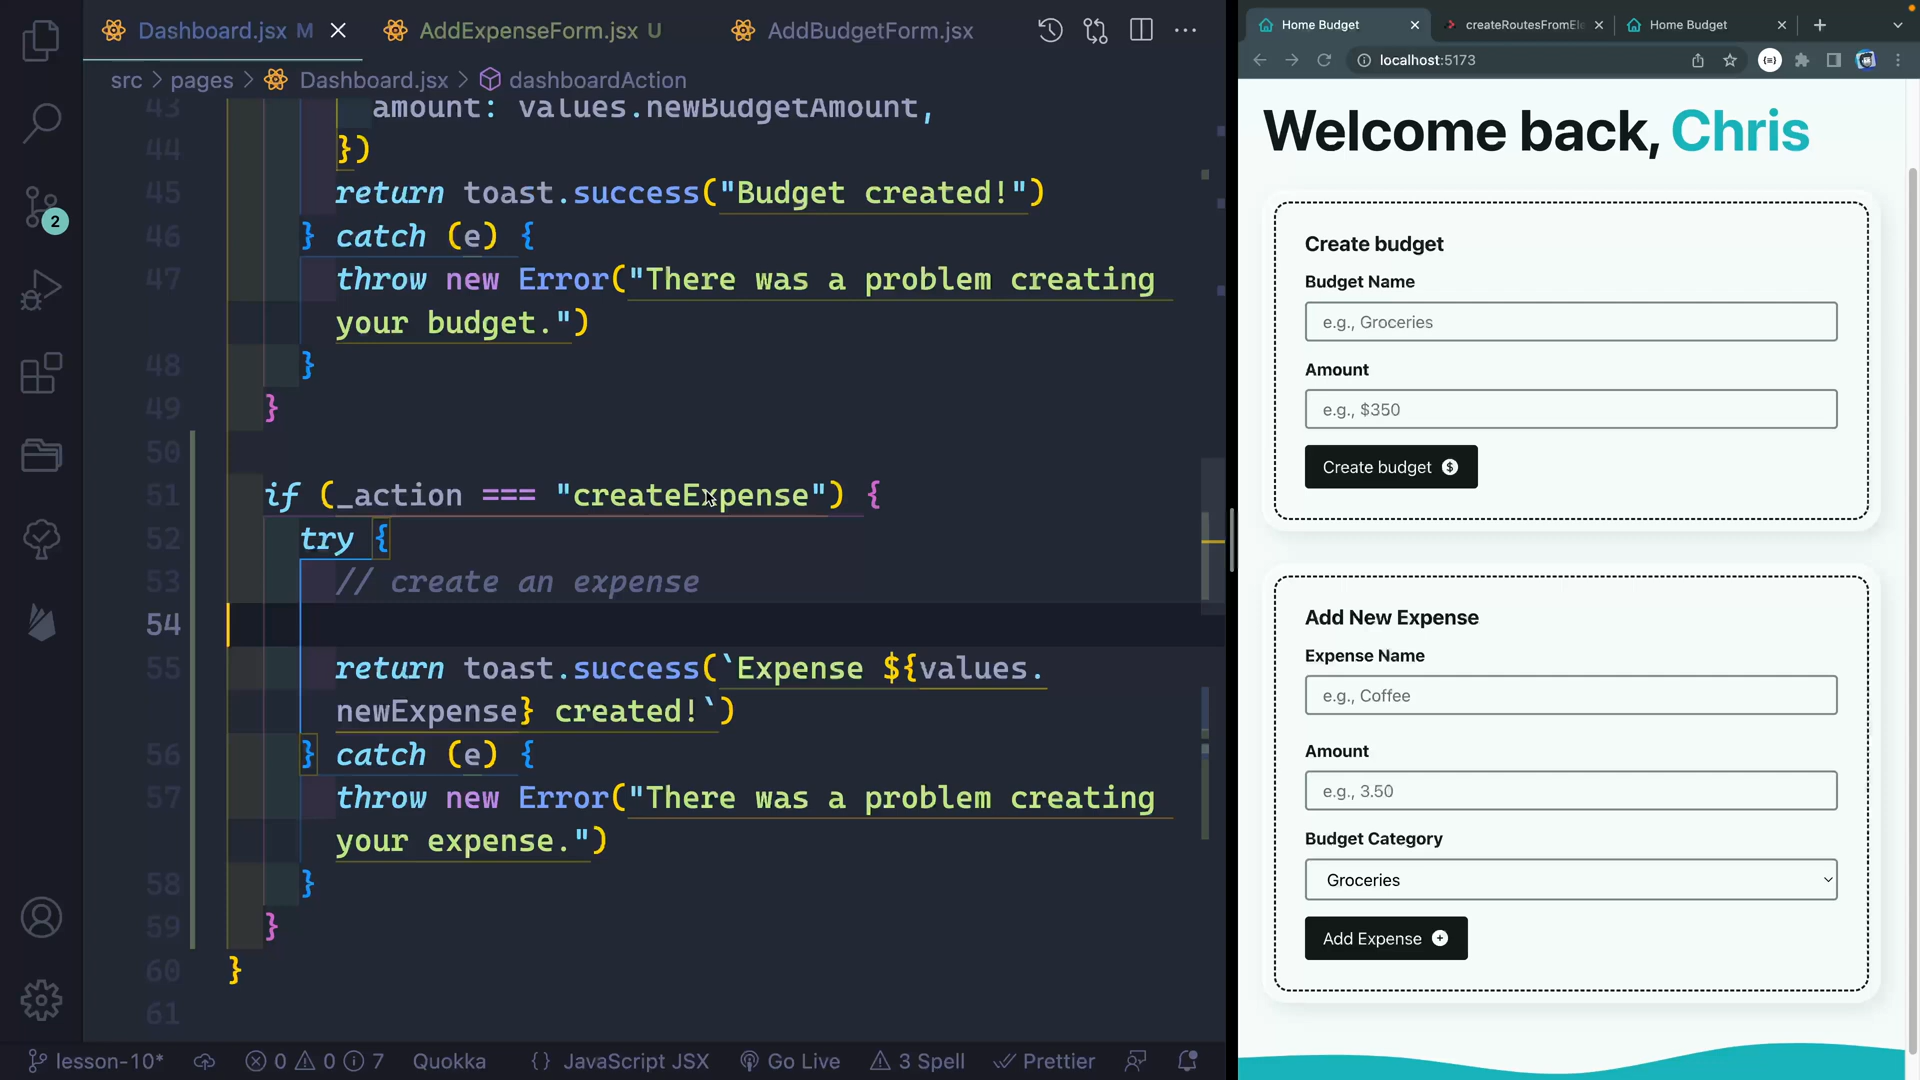 Dashboard.jsx M
AddExpenseForm.jsx U
AddBudgetForm.jsx
src > pages > Dashboard.jsx > dashboardAction
43 amount: values.newBudgetAmount,
44 })
45 return toast.success("Budget created!")
46 } catch (e) {
47 throw new Error("There was a problem creating
your budget.")
48 }
49 }
50
51 if (_action === "createExpense") {
52 try {
53 // create an expense
54
55 return toast.success(`Expense ${values.
newExpense} created!`)
56 } catch (e) {
57 throw new Error("There was a problem creating
your expense.")
58 }
59 }
60 }
61
2
lesson-10* 0 0 7 Quokka {} JavaScript JSX Go Live 3 Spell Prettier
Home Budget
createRoutesFromEle
Home Budget
localhost:5173
Welcome back, Chris
Create budget
Budget Name
e.g., Groceries
Amount
e.g., $350
Create budget $
Add New Expense
Expense Name
e.g., Coffee
Amount
e.g., 3.50
Budget Category
Groceries
Add Expense